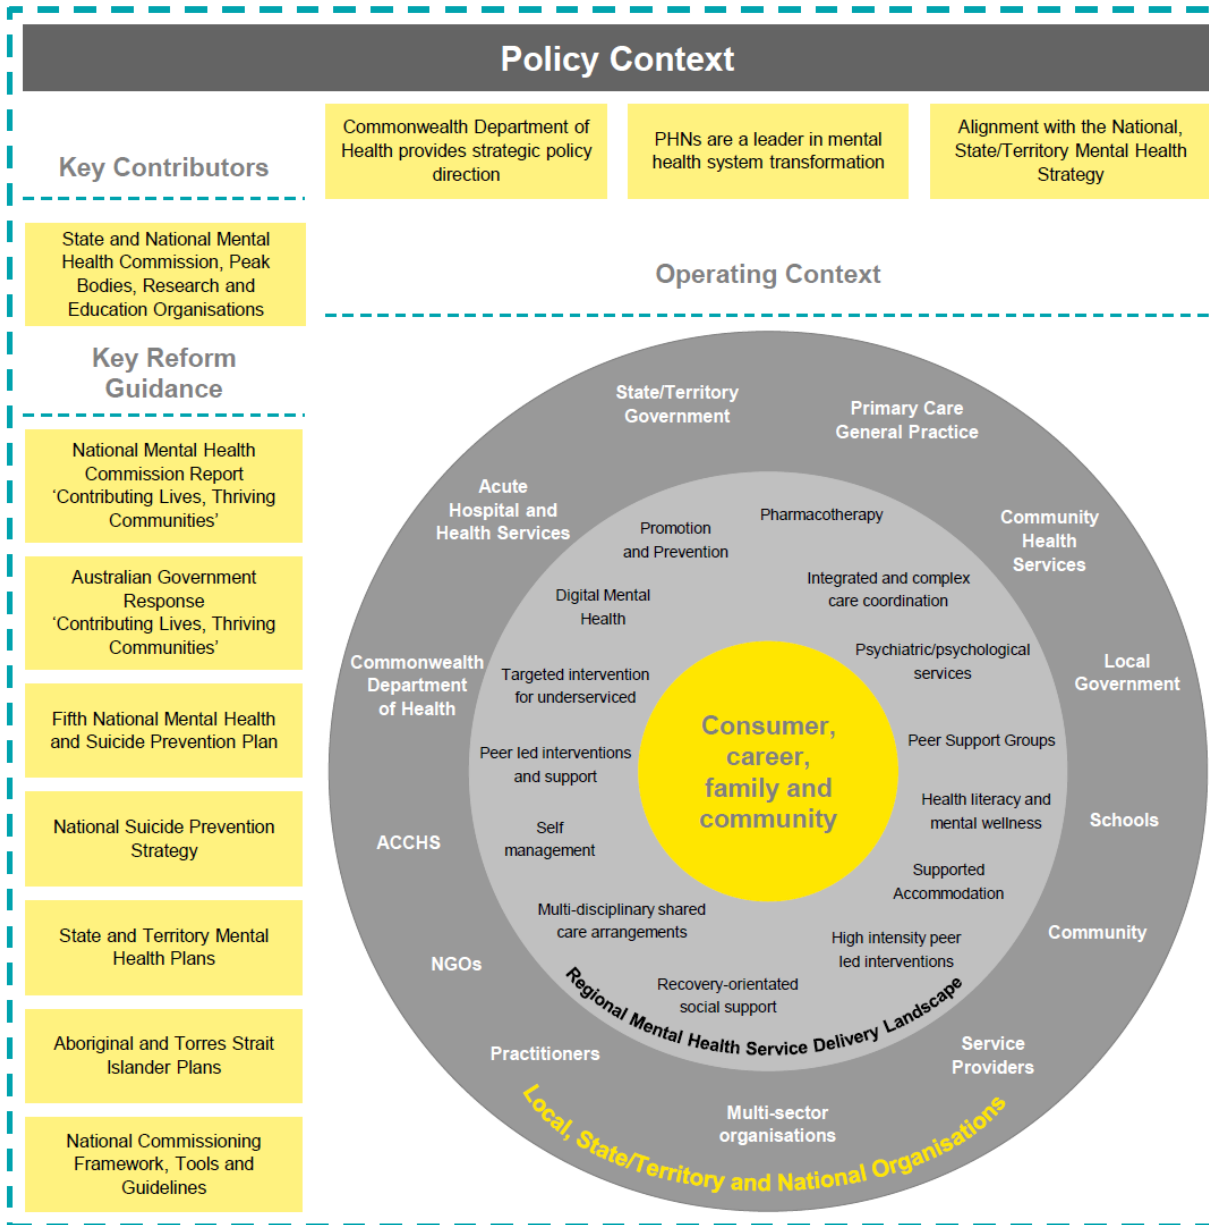 Policy Context
Key Contributors
Commonwealth Department of
Health provides strategic policy
direction
PHNs are a leader in mental
health system transformation
Alignment with the National,
State/Territory Mental Health
Strategy
State and National Mental
Health Commission, Peak
Bodies, Research and
Education Organisations
Key Reform
Guidance
National Mental Health
Commission Report
‘Contributing Lives, Thriving
Communities’
Australian Government
Response
‘Contributing Lives, Thriving
Communities’
Fifth National Mental Health
and Suicide Prevention Plan
National Suicide Prevention
Strategy
State and Territory Mental
Health Plans
Aboriginal and Torres Strait
Islander Plans
National Commissioning
Framework, Tools and
Guidelines
Operating Context
State/Territory
Government
Primary Care
General Practice
Community
Health
Services
Local
Government
Schools
Community
Service
Providers
Multi-sector
organisations
Practitioners
NGOs
ACCHS
Commonwealth
Department
of Health
Acute
Hospital and
Health Services
Local, State/Territory and National Organisations
Promotion
and Prevention
Pharmacotherapy
Integrated and complex
care coordination
Psychiatric/psychological
services
Peer Support Groups
Health literacy and
mental wellness
Supported
Accommodation
High intensity peer
led interventions
Recovery-orientated
social support
Multi-disciplinary shared
care arrangements
Self
management
Peer led interventions
and support
Targeted intervention
for underserviced
Digital Mental
Health
Regional Mental Health Service Delivery Landscape
Consumer,
career,
family and
community